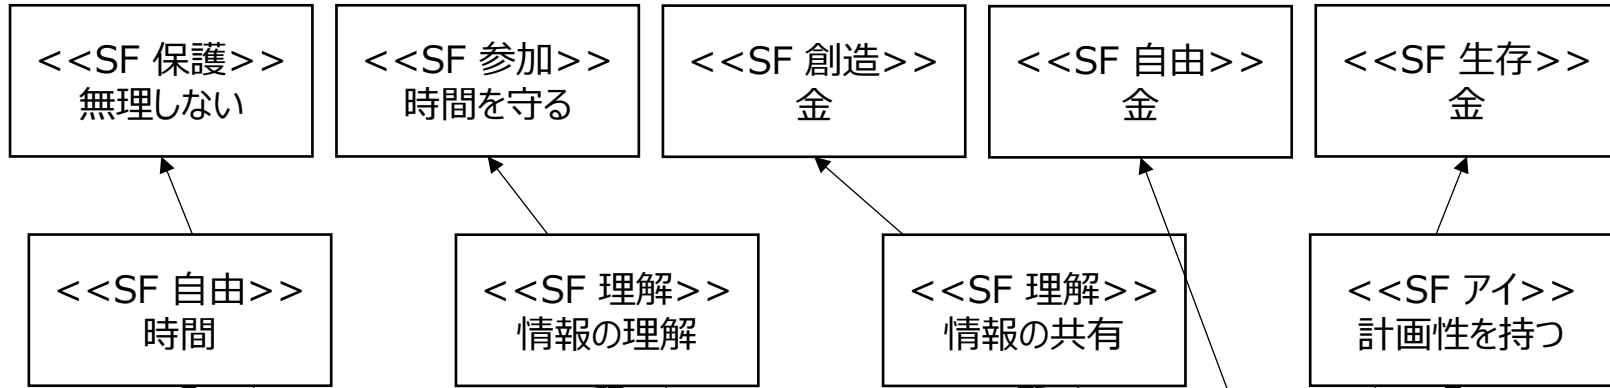 <<SF 保護>>
無理しない
<<SF 参加>>
時間を守る
<<SF 創造>>
金
<<SF 自由>>
金
<<SF 生存>>
金
<<SF 自由>>
時間
<<SF 理解>>
情報の理解
<<SF 理解>>
情報の共有
<<SF アイ>>
計画性を持つ